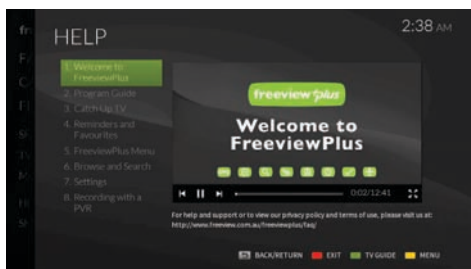 HELP
2:38 AM
1. Welcome to
FreeviewPlus
2. Program Guide
3. Catch Up TV
4. Reminders and
Favourites
5. FreeviewPlus Menu
6. Browse and Search
7. Settings
8. Recording with a
PVR
freeview plus
Welcome to
FreeviewPlus
0:02/12:41
For help and support or to view our privacy policy and terms of use, please visit us at:
http://www.freeview.com.au/freeviewplus/faq/
BACK/RETURN EXIT TV GUIDE MENU